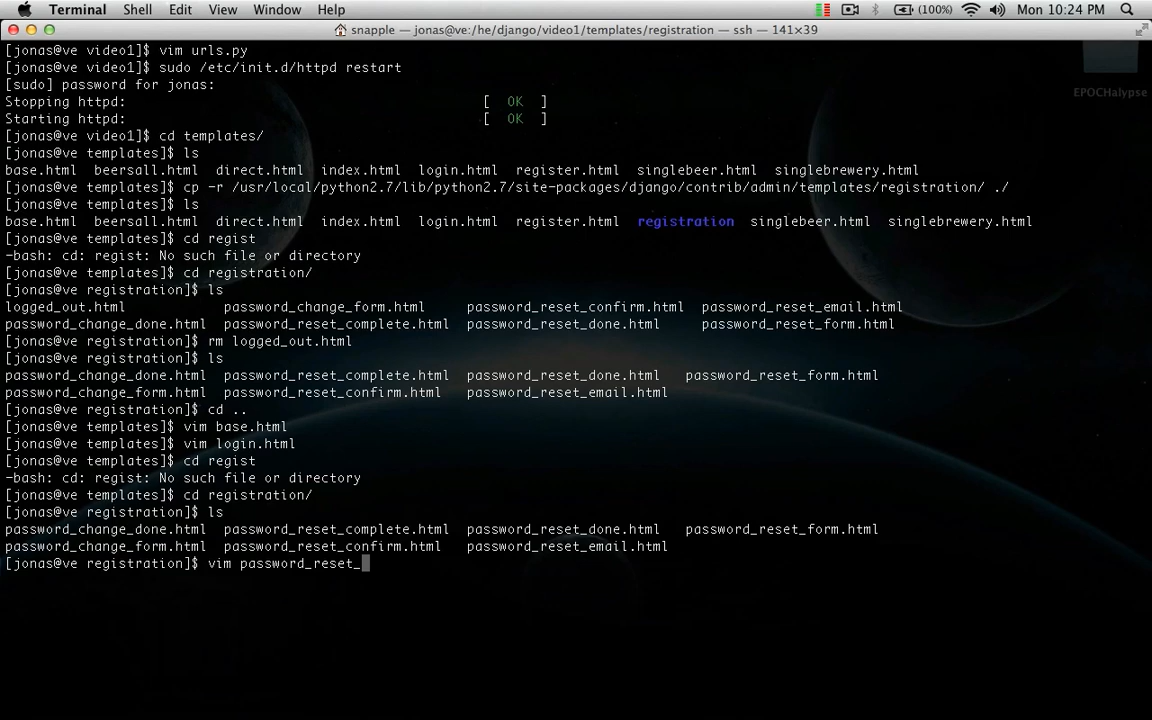 Terminal Shell Edit View Window Help (100%) Mon 10:24 PM
snapple — jonas@ve:/he/django/video1/templates/registration — ssh — 141×39
EPOCHalypse
[jonas@ve video1]$ vim urls.py
[jonas@ve video1]$ sudo /etc/init.d/httpd restart
[sudo] password for jonas:
Stopping httpd: [ OK ]
Starting httpd: [ OK ]
[jonas@ve video1]$ cd templates/
[jonas@ve templates]$ ls
base.html beersall.html direct.html index.html login.html register.html singlebeer.html singlebrewery.html
[jonas@ve templates]$ cp -r /usr/local/python2.7/lib/python2.7/site-packages/django/contrib/admin/templates/registration/ ./
[jonas@ve templates]$ ls
base.html beersall.html direct.html index.html login.html register.html registration singlebeer.html singlebrewery.html
[jonas@ve templates]$ cd regist
-bash: cd: regist: No such file or directory
[jonas@ve templates]$ cd registration/
[jonas@ve registration]$ ls
logged_out.html password_change_form.html password_reset_confirm.html password_reset_email.html
password_change_done.html password_reset_complete.html password_reset_done.html password_reset_form.html
[jonas@ve registration]$ rm logged_out.html
[jonas@ve registration]$ ls
password_change_done.html password_reset_complete.html password_reset_done.html password_reset_form.html
password_change_form.html password_reset_confirm.html password_reset_email.html
[jonas@ve registration]$ cd ..
[jonas@ve templates]$ vim base.html
[jonas@ve templates]$ vim login.html
[jonas@ve templates]$ cd regist
-bash: cd: regist: No such file or directory
[jonas@ve templates]$ cd registration/
[jonas@ve registration]$ ls
password_change_done.html password_reset_complete.html password_reset_done.html password_reset_form.html
password_change_form.html password_reset_confirm.html password_reset_email.html
[jonas@ve registration]$ vim password_reset_